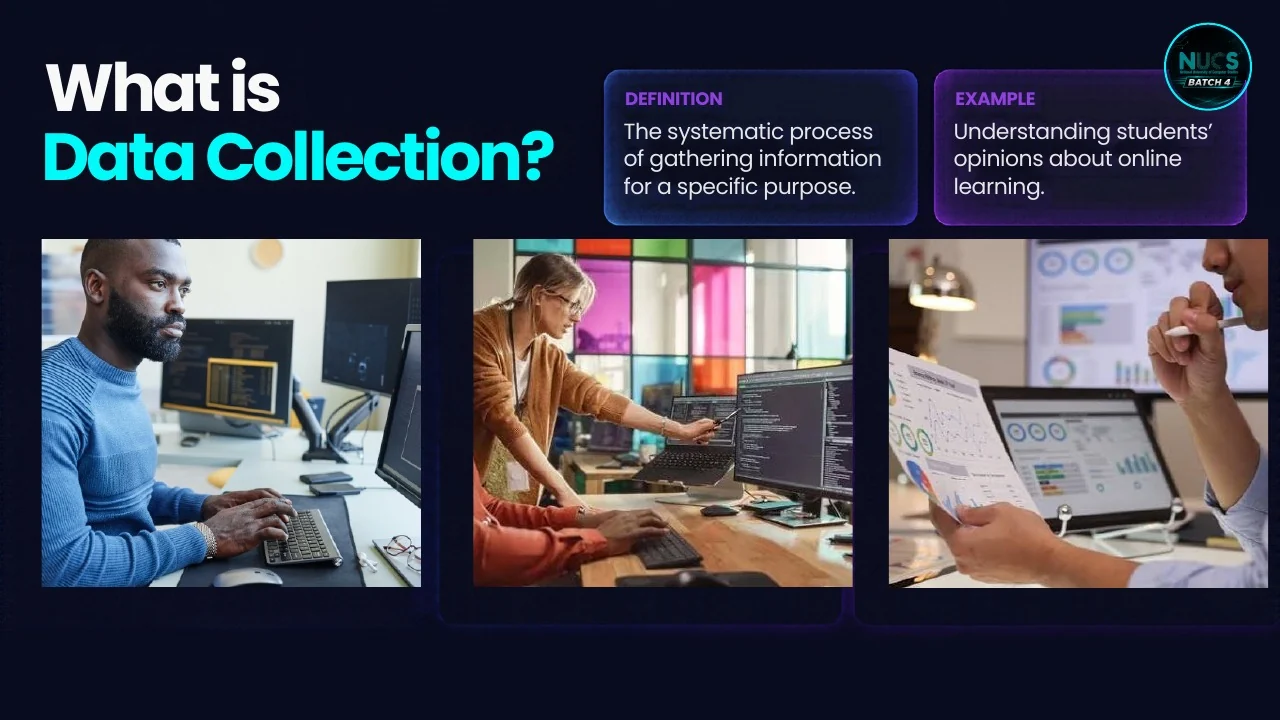 What is
Data Collection?
DEFINITION
The systematic process
of gathering information
for a specific purpose.
EXAMPLE
Understanding students’
opinions about online
learning.
NUCS
BATCH 4